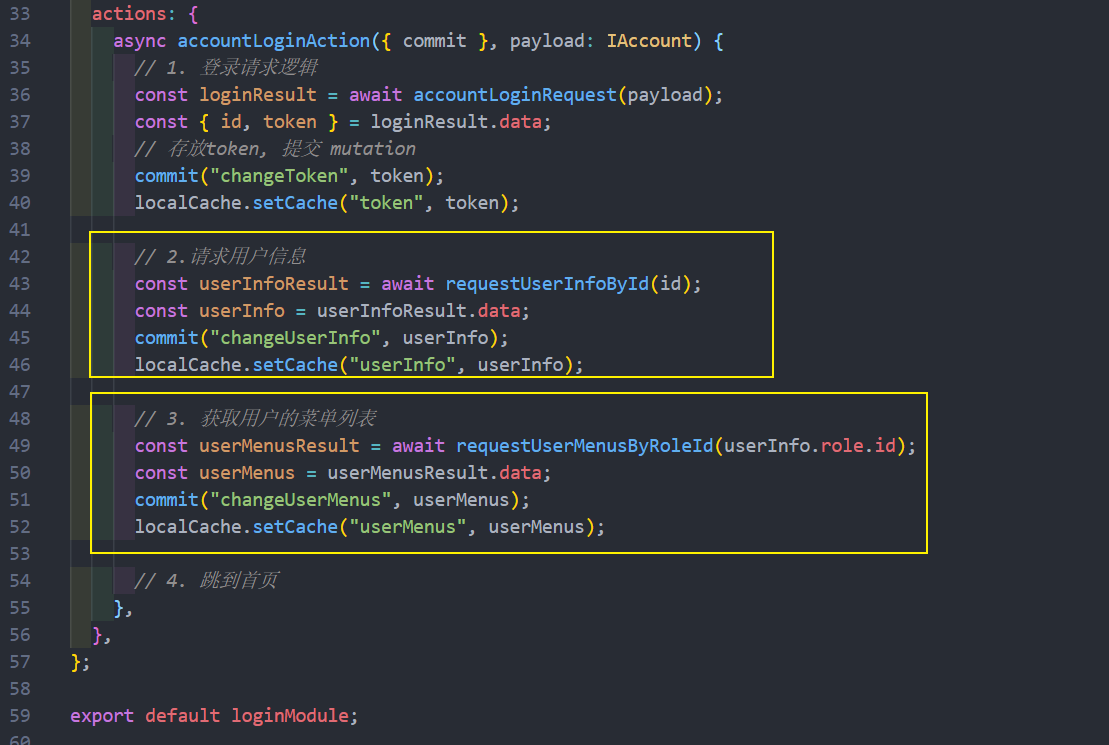 33 actions: {
34 async accountLoginAction({ commit }, payload: IAccount) {
35 // 1. 登录请求逻辑
36 const loginResult = await accountLoginRequest(payload);
37 const { id, token } = loginResult.data;
38 // 存放token, 提交 mutation
39 commit("changeToken", token);
40 localCache.setCache("token", token);
41
42 // 2.请求用户信息
43 const userInfoResult = await requestUserInfoById(id);
44 const userInfo = userInfoResult.data;
45 commit("changeUserInfo", userInfo);
46 localCache.setCache("userInfo", userInfo);
47
48 // 3. 获取用户的菜单列表
49 const userMenusResult = await requestUserMenusByRoleId(userInfo.role.id);
50 const userMenus = userMenusResult.data;
51 commit("changeUserMenus", userMenus);
52 localCache.setCache("userMenus", userMenus);
53
54 // 4. 跳到首页
55 },
56 },
57 };
58
59 export default loginModule;
60